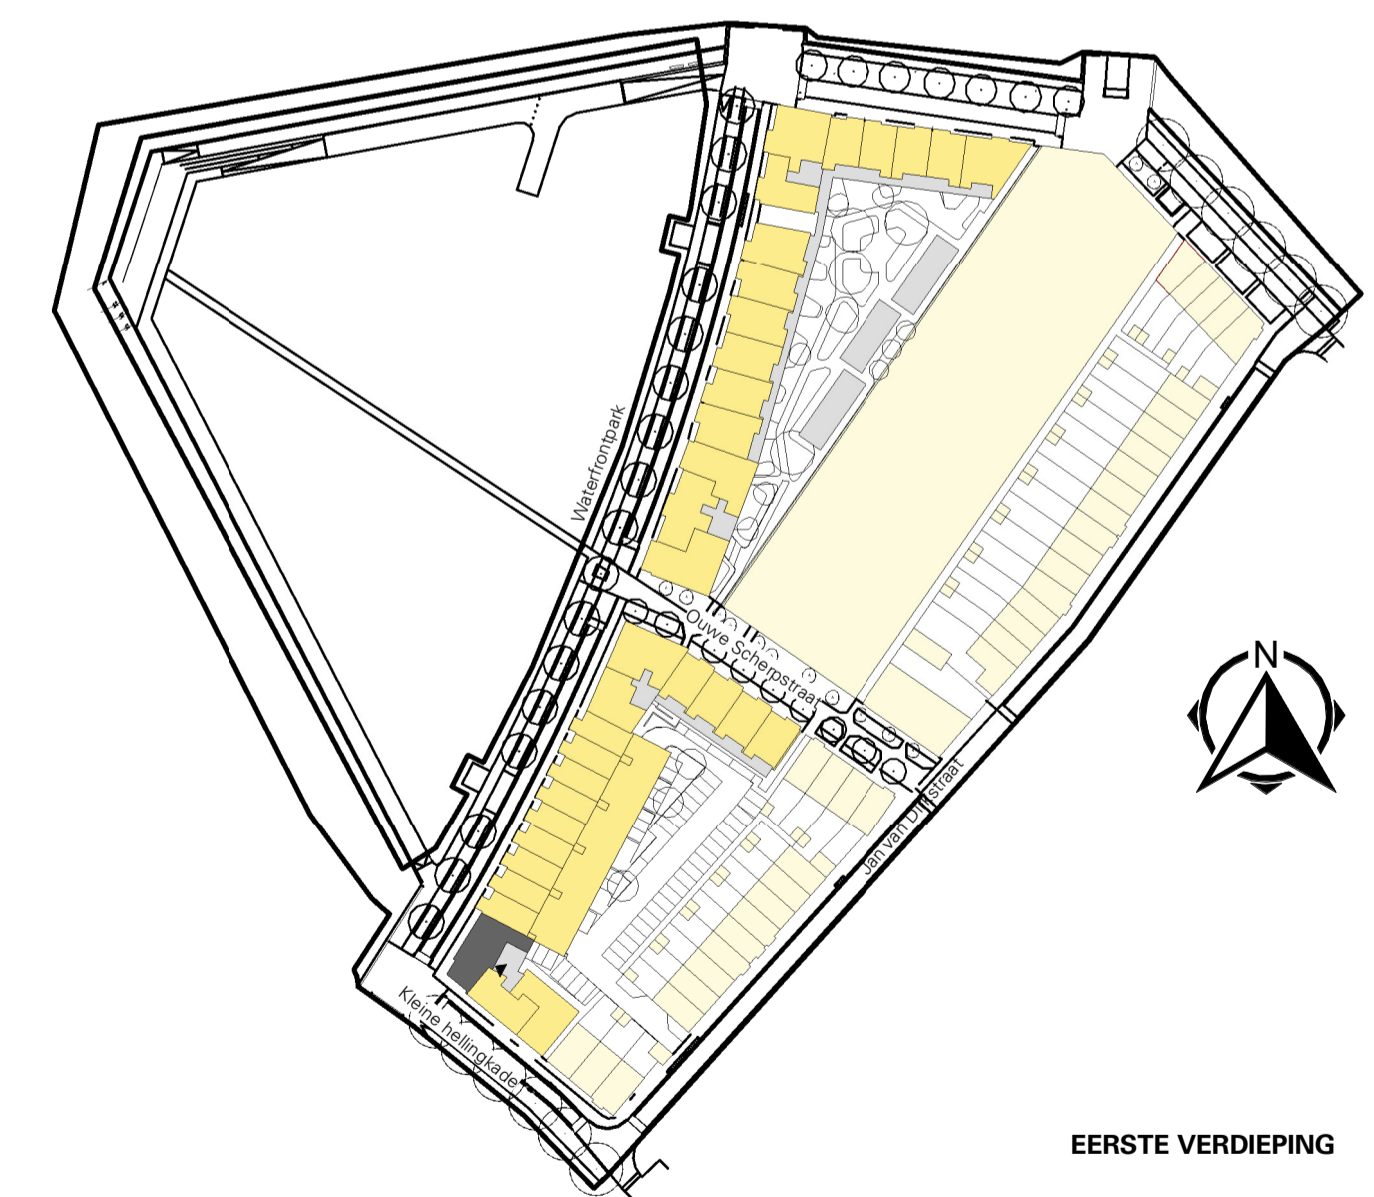 Waterfrontpark
Ouwe Scherpstraat
N
Jan van Dijkstraat
Kleine hellingkade
EERSTE VERDIEPING